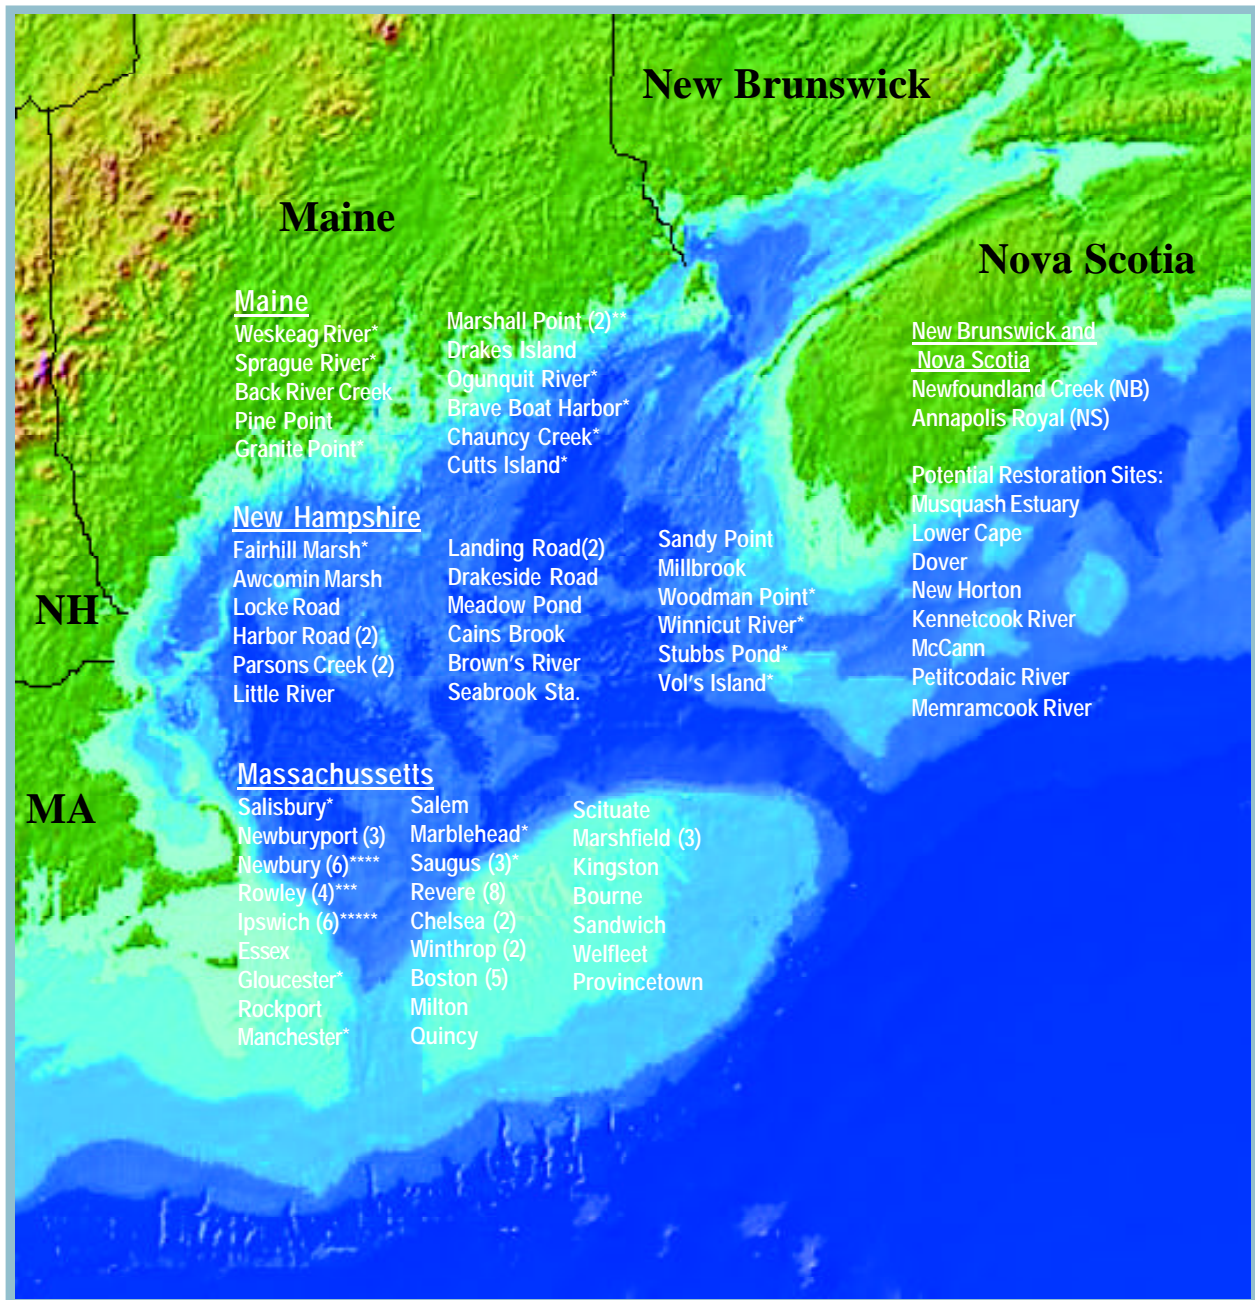 New Brunswick
Maine
Nova Scotia
NH
MA
Maine
Weskeag River*
Sprague River*
Back River Creek
Pine Point
Granite Point*
Marshall Point (2)**
Drakes Island
Ogunquit River*
Brave Boat Harbor*
Chauncy Creek*
Cutts Island*
New Brunswick and
Nova Scotia
Newfoundland Creek (NB)
Annapolis Royal (NS)
Potential Restoration Sites:
Musquash Estuary
Lower Cape
Dover
New Horton
Kennetcook River
McCann
Petitcodaic River
Memramcook River
New Hampshire
Fairhill Marsh*
Awcomin Marsh
Locke Road
Harbor Road (2)
Parsons Creek (2)
Little River
Landing Road(2)
Drakeside Road
Meadow Pond
Cains Brook
Brown's River
Seabrook Sta.
Sandy Point
Millbrook
Woodman Point*
Winnicut River*
Stubbs Pond*
Vol's Island*
Massachussetts
Salisbury*
Newburyport (3)
Newbury (6)****
Rowley (4)***
Ipswich (6)*****
Essex
Gloucester*
Rockport
Manchester*
Salem
Marblehead*
Saugus (3)*
Revere (8)
Chelsea (2)
Winthrop (2)
Boston (5)
Milton
Quincy
Scituate
Marshfield (3)
Kingston
Bourne
Sandwich
Welfleet
Provincetown